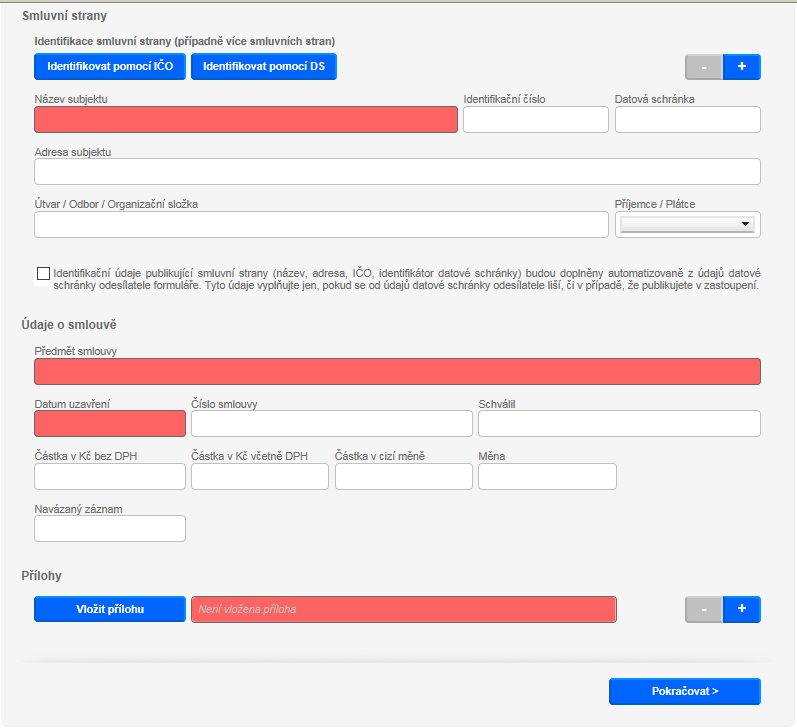 Smluvní strany
Identifikace smluvní strany (případně více smluvních stran)
Identifikovat pomocí IČO Identifikovat pomocí DS - +
Název subjektu Identifikační číslo Datová schránka
Adresa subjektu
Útvar / Odbor / Organizační složka Příjemce / Plátce
Identifikační údaje publikující smluvní strany (název, adresa, IČO, identifikátor datové schránky) budou doplněny automatizovaně z údajů datové
schránky odesílatele formuláře. Tyto údaje vyplňujte jen, pokud se od údajů datové schránky odesílatele liší, či v případě, že publikujete v zastoupení.
Údaje o smlouvě
Předmět smlouvy
Datum uzavření Číslo smlouvy Schválil
Částka v Kč bez DPH Částka v Kč včetně DPH Částka v cizí měně Měna
Navázaný záznam
Přílohy
Vložit přílohu Není vložena příloha - +
Pokračovat >